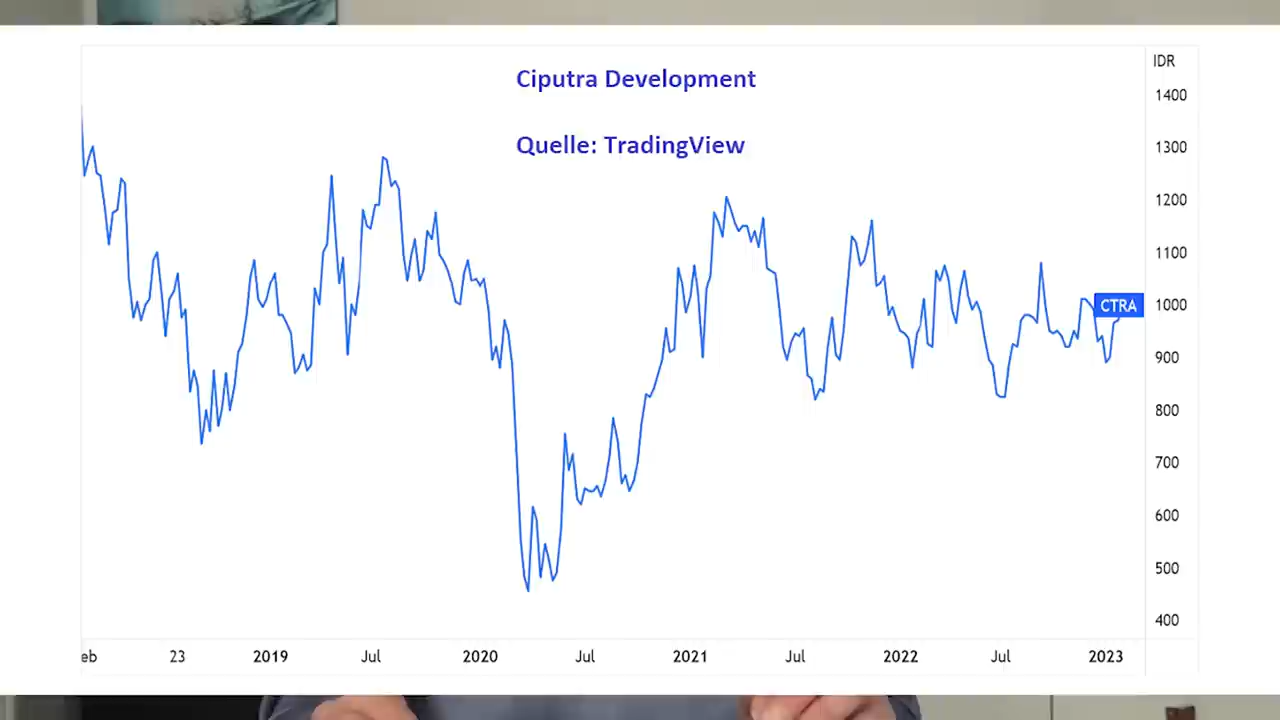 Ciputra Development
Quelle: TradingView
IDR
1400
1300
1200
1100
1000
CTRA
900
800
700
600
500
400
eb 23 2019 Jul 2020 Jul 2021 Jul 2022 Jul 2023